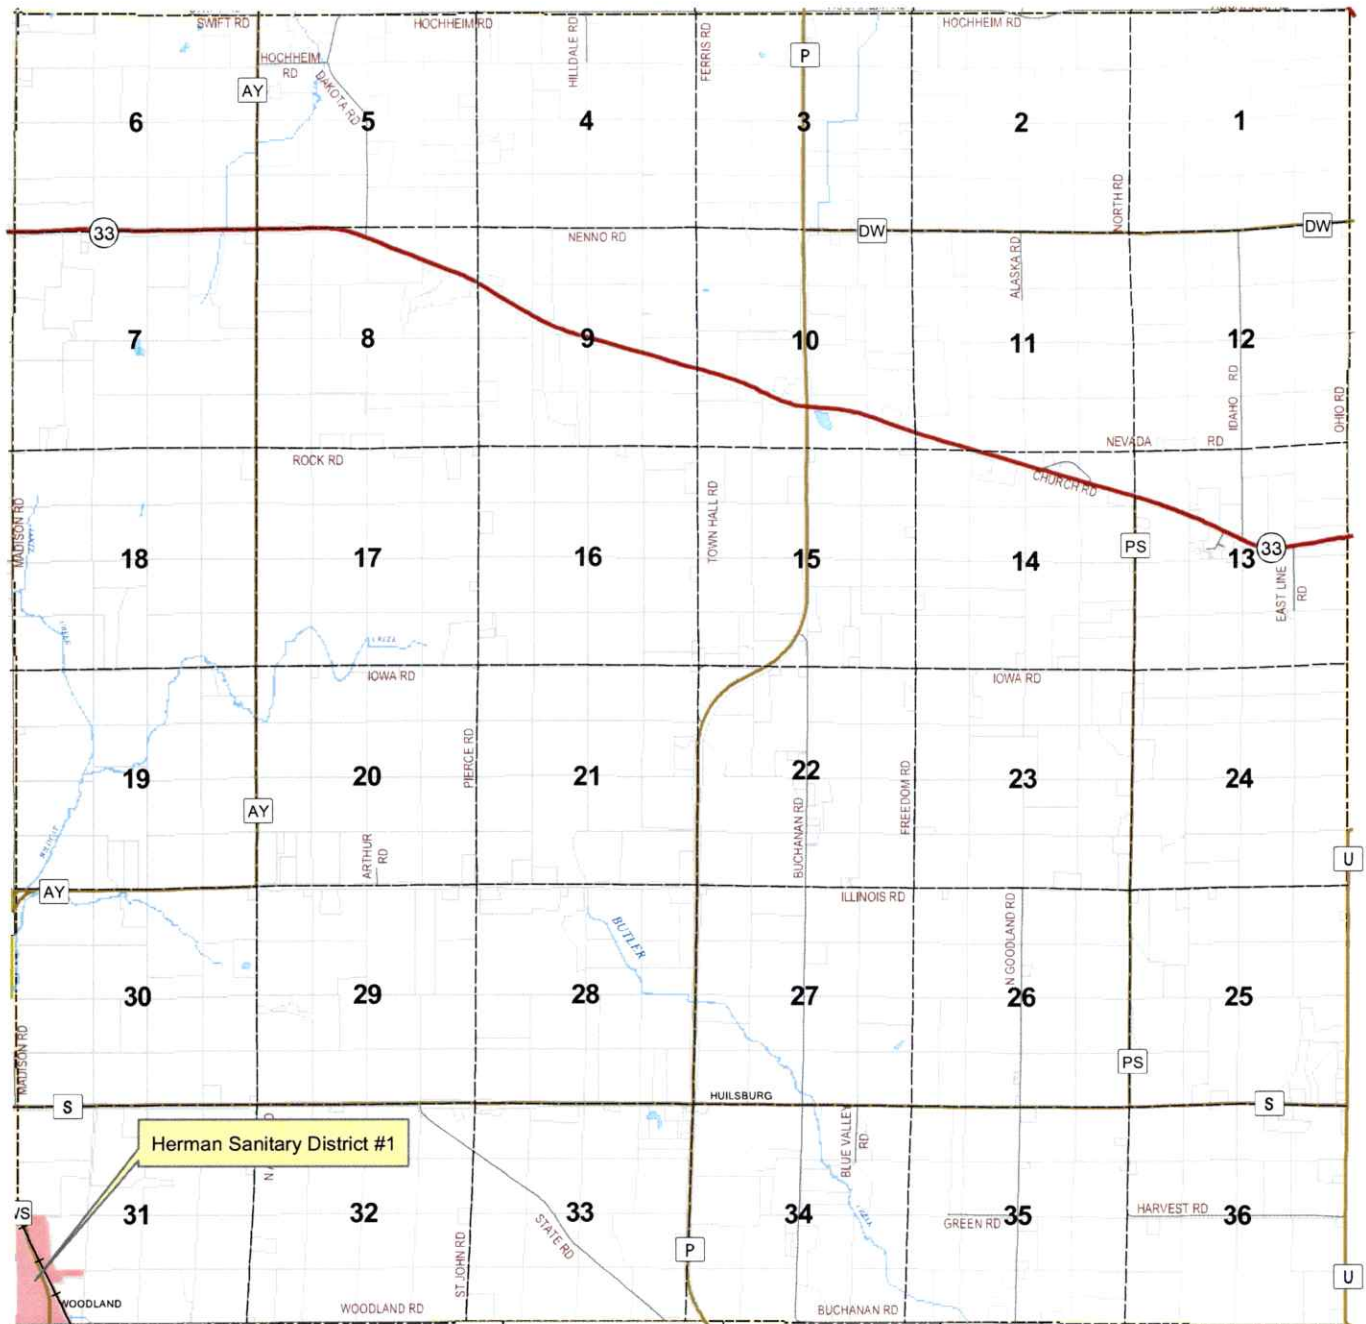 SWIFT RD
HOCHHEIM RD
HILLDALE RD
FERRIS RD
P
HOCHHEIM RD
HOCHHEIM
RD
DAKOTA RD
AY
6
5
4
3
2
1
NORTH RD
33
NENNO RD
DW
DW
ALASKA RD
7
8
9
10
11
12
IDAHO RD
OHIO RD
ROCK RD
NEVADA RD
CHURCH RD
MADISON RD
TOWN HALL RD
18
17
16
15
14
PS
13
33
EAST LINE
RD
CREEK
IOWA RD
IOWA RD
PIERCE RD
19
20
21
22
23
24
AY
FREEDOM RD
BUCHANAN RD
ARTHUR
RD
U
AY
ILLINOIS RD
N GOODLAND RD
BUTLER
30
29
28
27
26
25
MADISON RD
PS
S
HUILSBURG
S
Herman Sanitary District #1
BLUE VALLEY
RD
31
32
33
34
35
36
GREEN RD
HARVEST RD
STATE RD
ST JOHN RD
P
CREEK
U
WOODLAND
WOODLAND RD
BUCHANAN RD